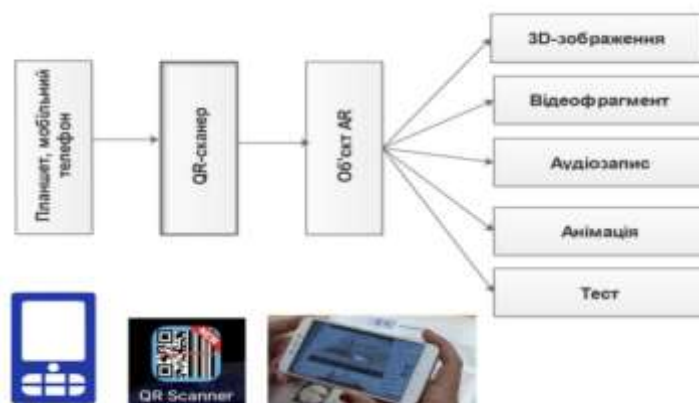 Планшет, мобільний
телефон
QR-сканер
Об'єкт AR
3D-зображення
Відеофрагмент
Аудіозапис
Анімація
Тест
QR Scanner